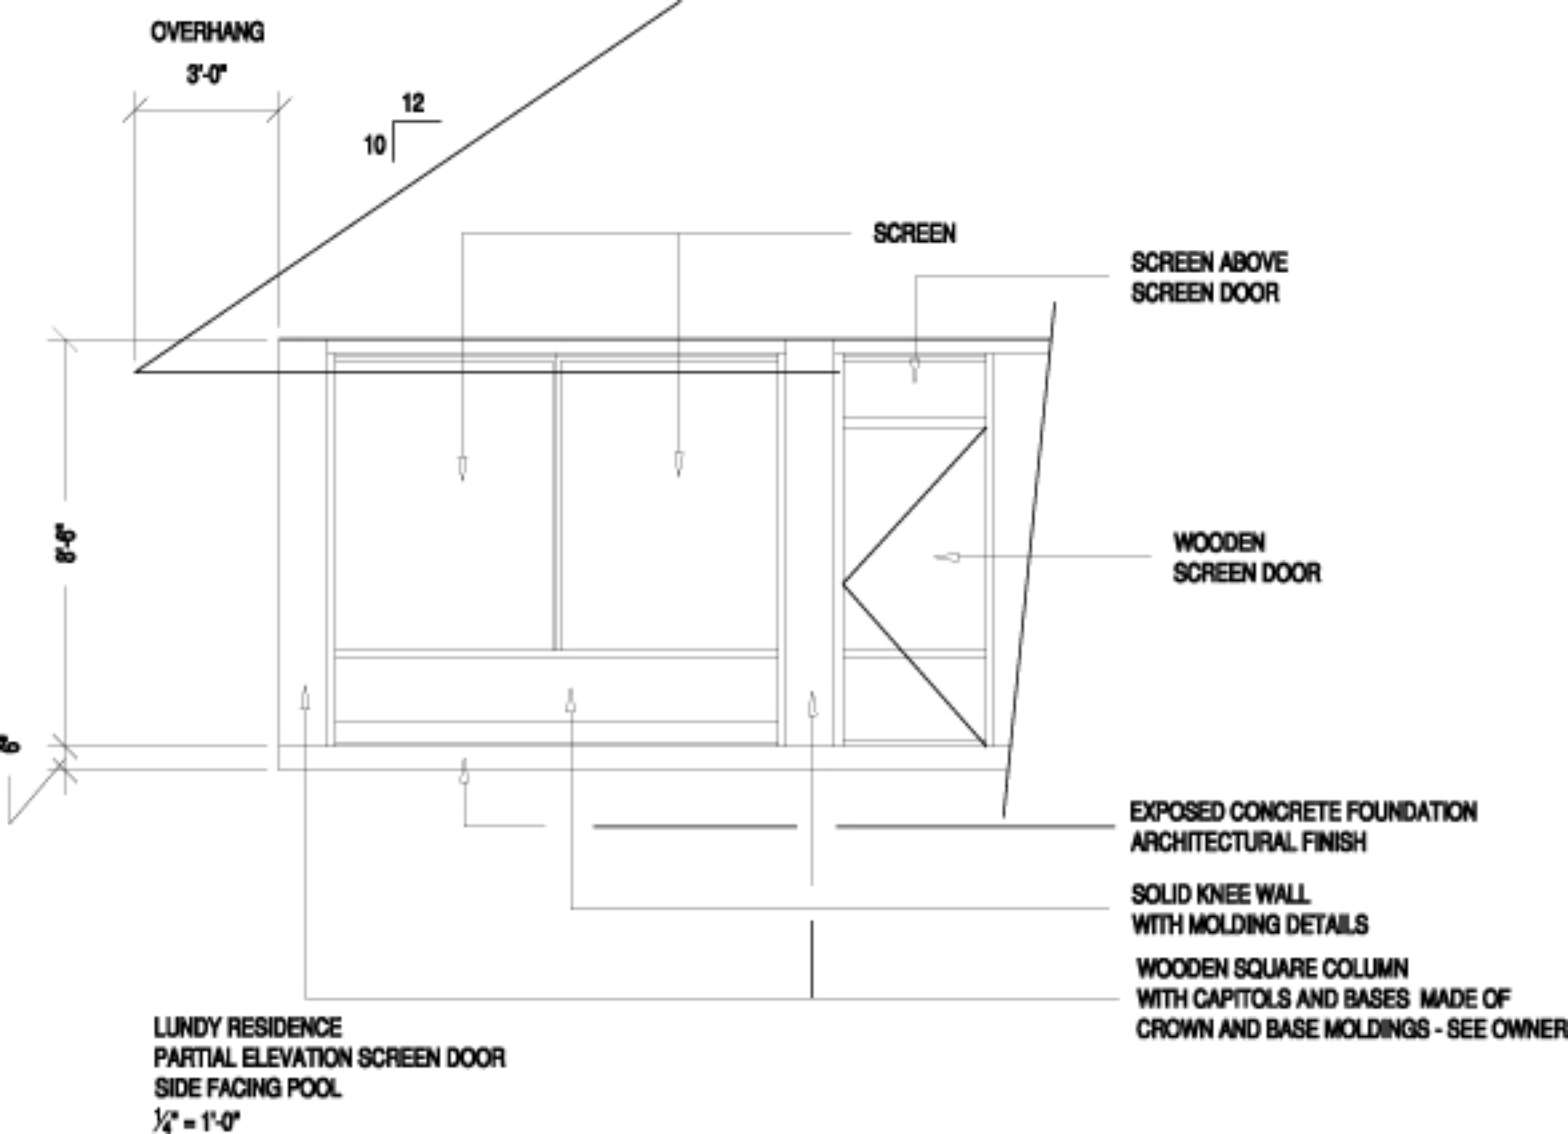 OVERHANG
3'-0"
12
10
SCREEN
SCREEN ABOVE
SCREEN DOOR
8'-6"
WOODEN
SCREEN DOOR
6"
EXPOSED CONCRETE FOUNDATION
ARCHITECTURAL FINISH
SOLID KNEE WALL
WITH MOLDING DETAILS
WOODEN SQUARE COLUMN
WITH CAPITOLS AND BASES MADE OF
CROWN AND BASE MOLDINGS - SEE OWNER
LUNDY RESIDENCE
PARTIAL ELEVATION SCREEN DOOR
SIDE FACING POOL
¼" = 1'-0"